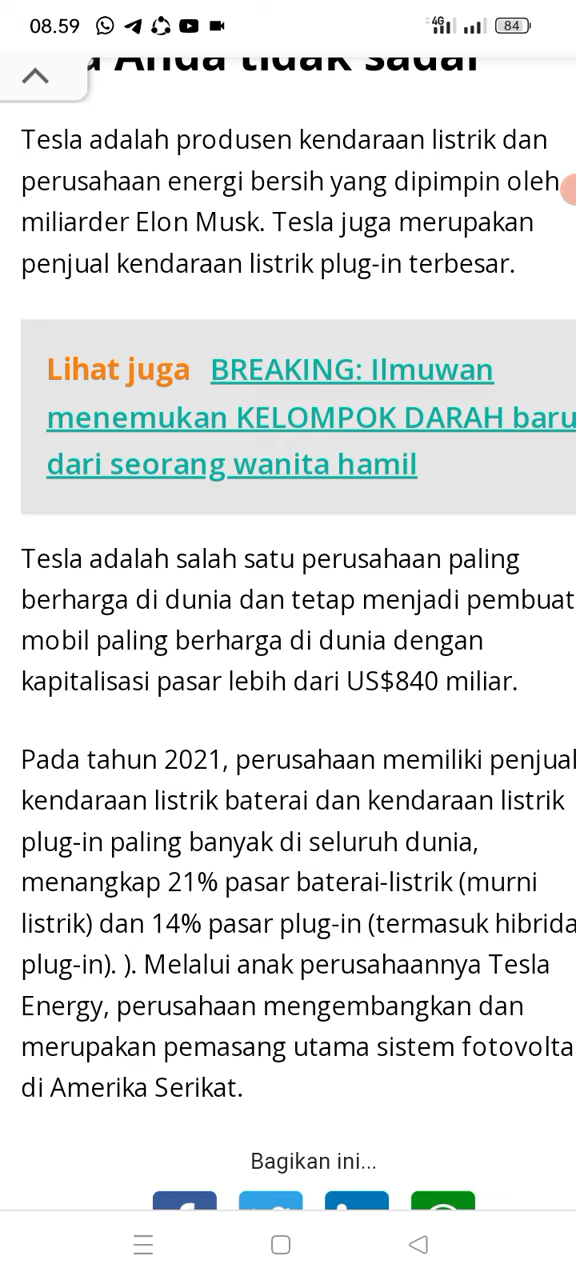 08.59
4G
84
Anda tidak sadar
Tesla adalah produsen kendaraan listrik dan
perusahaan energi bersih yang dipimpin oleh
miliarder Elon Musk. Tesla juga merupakan
penjual kendaraan listrik plug-in terbesar.
Lihat juga BREAKING: Ilmuwan
menemukan KELOMPOK DARAH baru
dari seorang wanita hamil
Tesla adalah salah satu perusahaan paling
berharga di dunia dan tetap menjadi pembuat
mobil paling berharga di dunia dengan
kapitalisasi pasar lebih dari US$840 miliar.
Pada tahun 2021, perusahaan memiliki penjual
kendaraan listrik baterai dan kendaraan listrik
plug-in paling banyak di seluruh dunia,
menangkap 21% pasar baterai-listrik (murni
listrik) dan 14% pasar plug-in (termasuk hibrida
plug-in). ). Melalui anak perusahaannya Tesla
Energy, perusahaan mengembangkan dan
merupakan pemasang utama sistem fotovolta
di Amerika Serikat.
Bagikan ini...